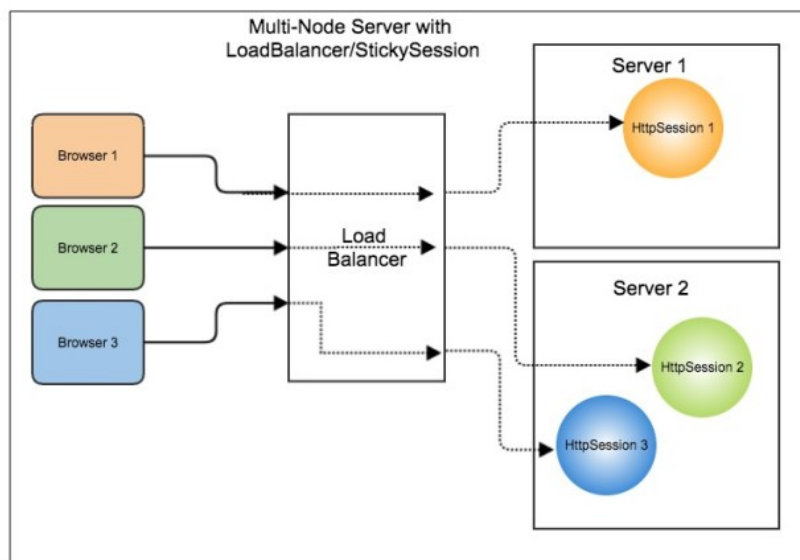 Multi-Node Server with
LoadBalancer/StickySession
Server 1
HttpSession 1
Browser 1
Browser 2
Browser 3
Load
Balancer
Server 2
HttpSession 2
HttpSession 3